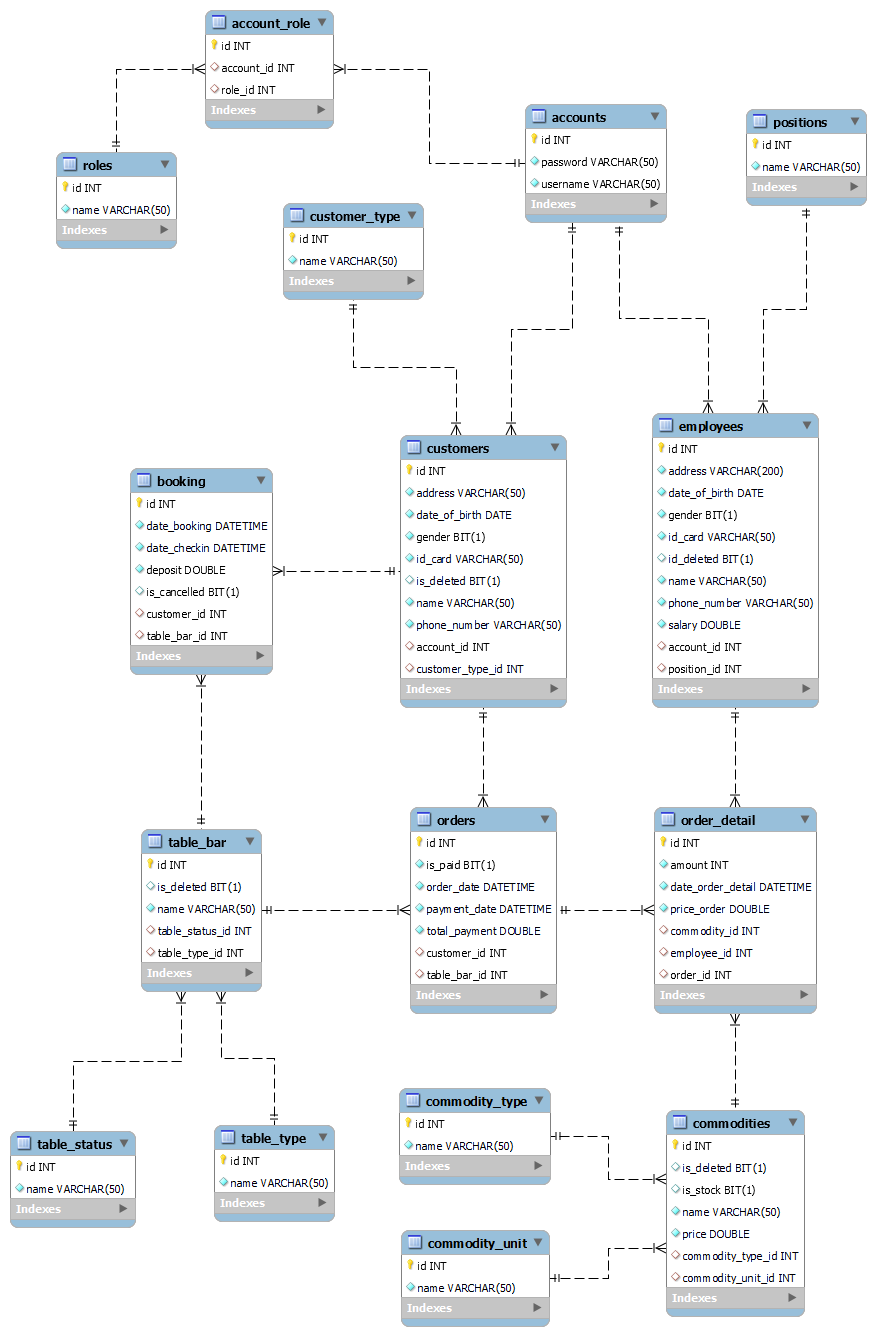 account_role
id INT
account_id INT
role_id INT
Indexes
accounts
id INT
password VARCHAR(50)
username VARCHAR(50)
Indexes
positions
id INT
name VARCHAR(50)
Indexes
roles
id INT
name VARCHAR(50)
Indexes
customer_type
id INT
name VARCHAR(50)
Indexes
customers
id INT
address VARCHAR(50)
date_of_birth DATE
gender BIT(1)
id_card VARCHAR(50)
is_deleted BIT(1)
name VARCHAR(50)
phone_number VARCHAR(50)
account_id INT
customer_type_id INT
Indexes
employees
id INT
address VARCHAR(200)
date_of_birth DATE
gender BIT(1)
id_card VARCHAR(50)
id_deleted BIT(1)
name VARCHAR(50)
phone_number VARCHAR(50)
salary DOUBLE
account_id INT
position_id INT
Indexes
booking
id INT
date_booking DATETIME
date_checkin DATETIME
deposit DOUBLE
is_cancelled BIT(1)
customer_id INT
table_bar_id INT
Indexes
table_bar
id INT
is_deleted BIT(1)
name VARCHAR(50)
table_status_id INT
table_type_id INT
Indexes
orders
id INT
is_paid BIT(1)
order_date DATETIME
payment_date DATETIME
total_payment DOUBLE
customer_id INT
table_bar_id INT
Indexes
order_detail
id INT
amount INT
date_order_detail DATETIME
price_order DOUBLE
commodity_id INT
employee_id INT
order_id INT
Indexes
table_status
id INT
name VARCHAR(50)
Indexes
table_type
id INT
name VARCHAR(50)
Indexes
commodity_type
id INT
name VARCHAR(50)
Indexes
commodities
id INT
is_deleted BIT(1)
is_stock BIT(1)
name VARCHAR(50)
price DOUBLE
commodity_type_id INT
commodity_unit_id INT
Indexes
commodity_unit
id INT
name VARCHAR(50)
Indexes